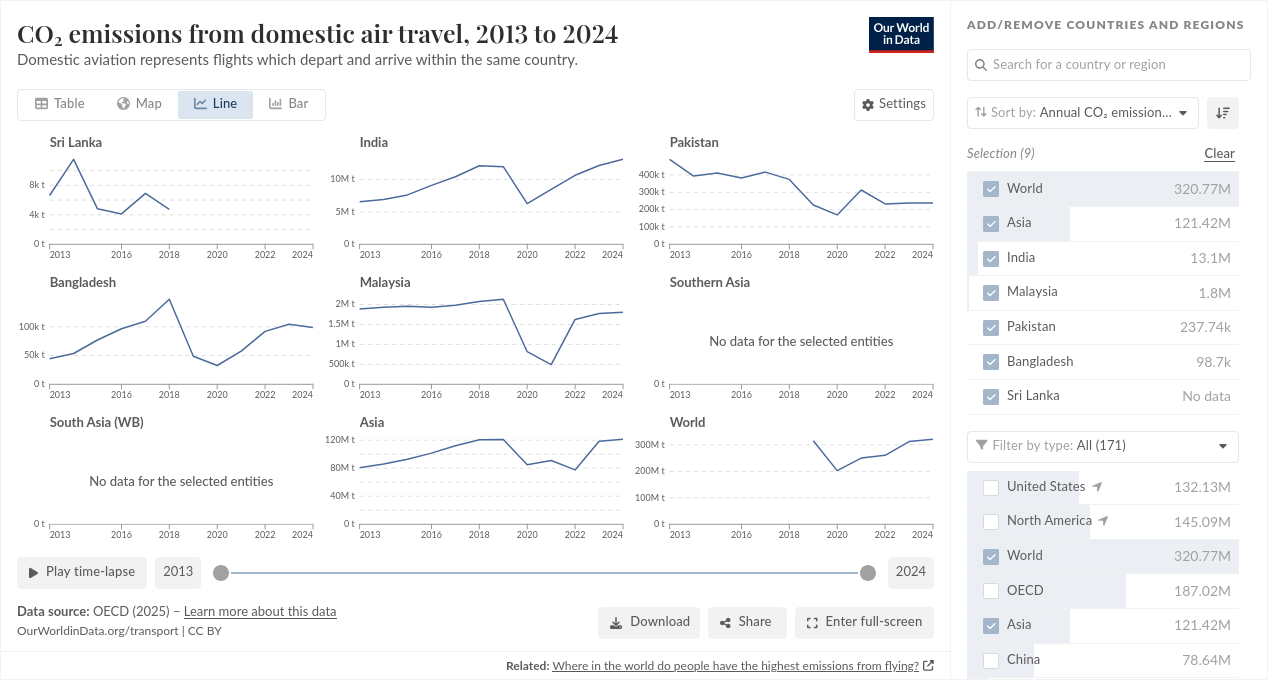 CO₂ emissions from domestic air travel, 2013 to 2024
Domestic aviation represents flights which depart and arrive within the same country.
Our World
in Data
Table Map Line Bar
Settings
Sri Lanka
8k t
4k t
0 t
2013 2016 2018 2020 2022 2024
India
10M t
5M t
0 t
2013 2016 2018 2020 2022 2024
Pakistan
400k t
300k t
200k t
100k t
0 t
2013 2016 2018 2020 2022 2024
Bangladesh
100k t
50k t
0 t
2013 2016 2018 2020 2022 2024
Malaysia
2M t
1.5M t
1M t
500k t
0 t
2013 2016 2018 2020 2022 2024
Southern Asia
No data for the selected entities
0 t
2013 2016 2018 2020 2022 2024
South Asia (WB)
No data for the selected entities
0 t
2013 2016 2018 2020 2022 2024
Asia
120M t
80M t
40M t
0 t
2013 2016 2018 2020 2022 2024
World
300M t
200M t
100M t
0 t
2013 2016 2018 2020 2022 2024
Play time-lapse 2013 2024
Data source: OECD (2025) – Learn more about this data
OurWorldinData.org/transport | CC BY
Download Share Enter full-screen
Related: Where in the world do people have the highest emissions from flying?
ADD/REMOVE COUNTRIES AND REGIONS
Search for a country or region
Sort by: Annual CO₂ emission...
Selection (9) Clear
World 320.77M
Asia 121.42M
India 13.1M
Malaysia 1.8M
Pakistan 237.74k
Bangladesh 98.7k
Sri Lanka No data
Filter by type: All (171)
United States 132.13M
North America 145.09M
World 320.77M
OECD 187.02M
Asia 121.42M
China 78.64M